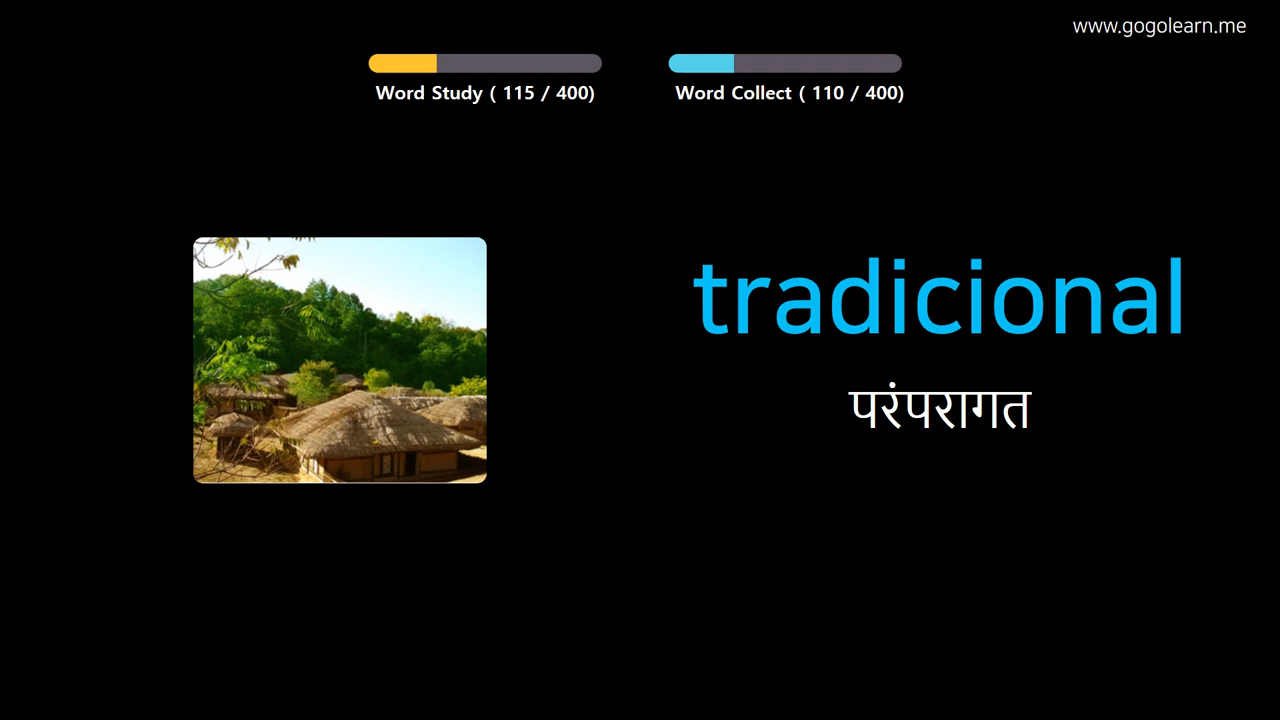 www.gogolearn.me
Word Study ( 115 / 400)
Word Collect ( 110 / 400)
tradicional
परंपरागत